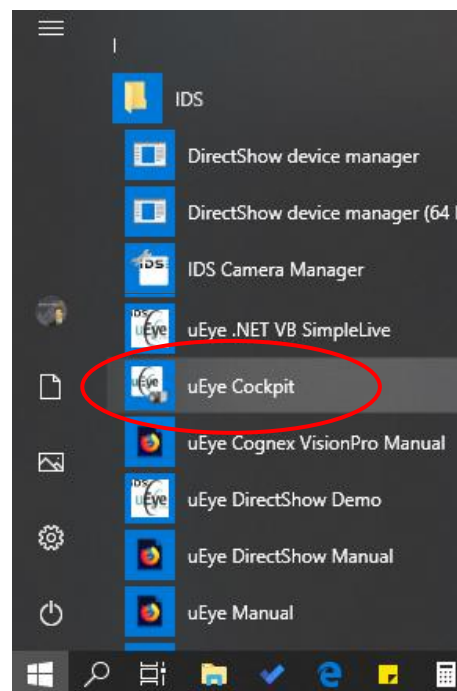 I
IDS
DirectShow device manager
DirectShow device manager (64
IDS Camera Manager
uEye .NET VB SimpleLive
uEye Cockpit
uEye Cognex VisionPro Manual
uEye DirectShow Demo
uEye DirectShow Manual
uEye Manual